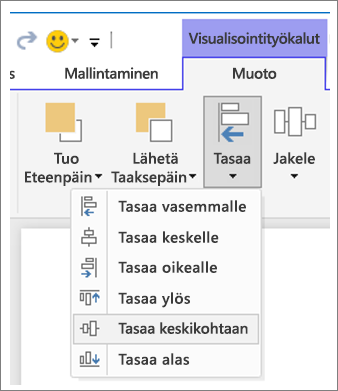 Visualisointityökalut
s Mallintaminen Muoto
Tuo Eteenpäin
Lähetä Taaksepäin
Tasaa
Jakele
Tasaa vasemmalle
Tasaa keskelle
Tasaa oikealle
Tasaa ylös
Tasaa keskikohtaan
Tasaa alas